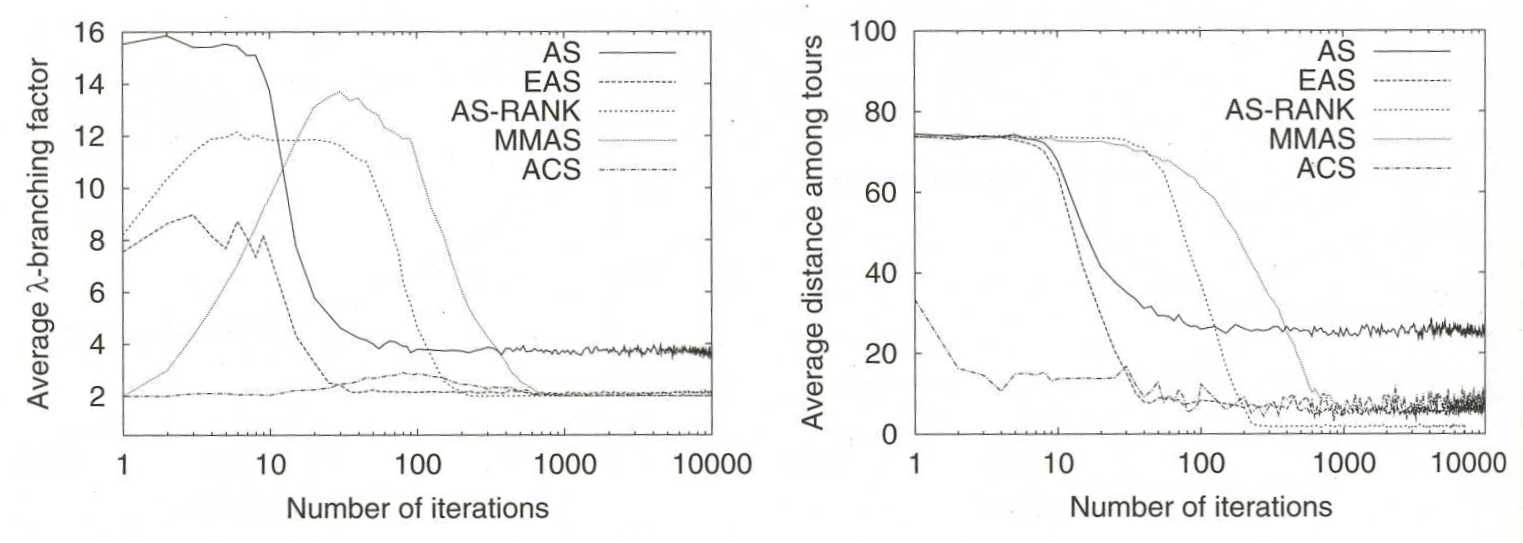 Average λ-branching factor
16
14
12
10
8
6
4
2
AS
EAS
AS-RANK
MMAS
ACS
1
10
100
1000
10000
Number of iterations
Average distance among tours
100
80
60
40
20
0
AS
EAS
AS-RANK
MMAS
ACS
1
10
100
1000
10000
Number of iterations